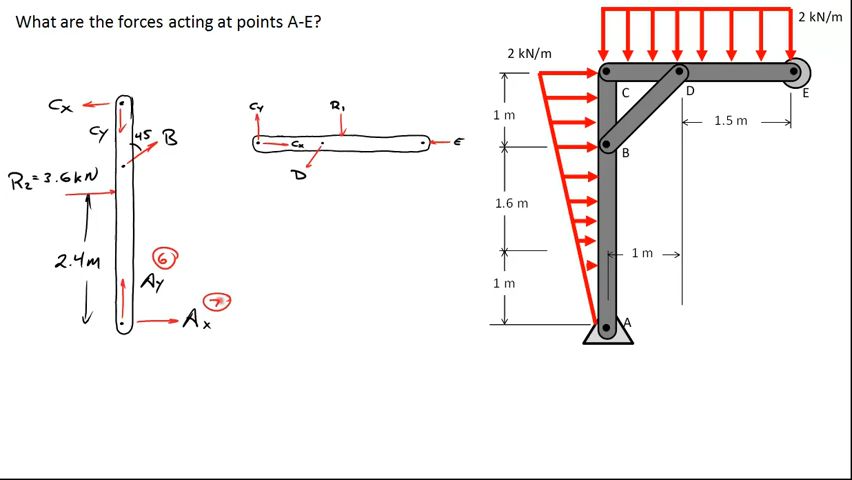 What are the forces acting at points A-E?
2 kN/m
2 kN/m
Cx
Cy
45
B
R₂=3.6kN
2.4m
Ay
6
Ax
7
Cy
R₁
Cx
D
E
C
D
E
1 m
1.5 m
B
1.6 m
1 m
1 m
A